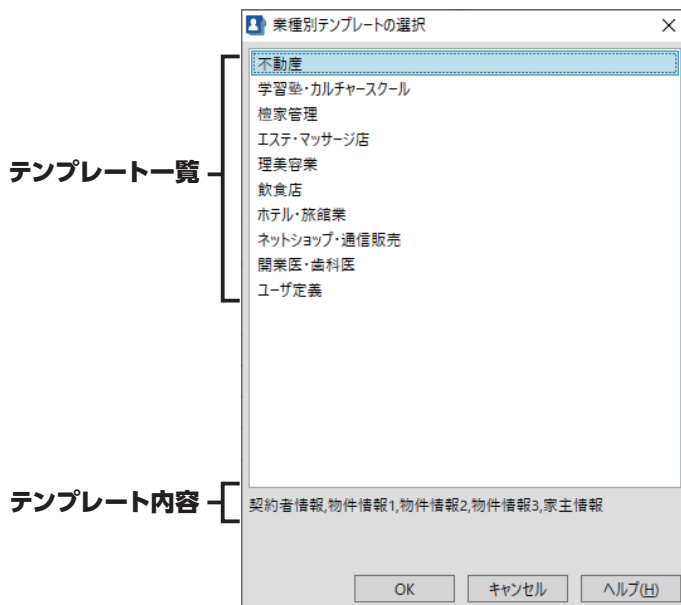 業種別テンプレートの選択
不動産
学習塾・カルチャースクール
檀家管理
エステ・マッサージ店
理美容業
飲食店
ホテル・旅館業
ネットショップ・通信販売
開業医・歯科医
ユーザ定義
テンプレート一覧
テンプレート内容
契約者情報,物件情報1,物件情報2,物件情報3,家主情報
OK
キャンセル
ヘルプ(H)